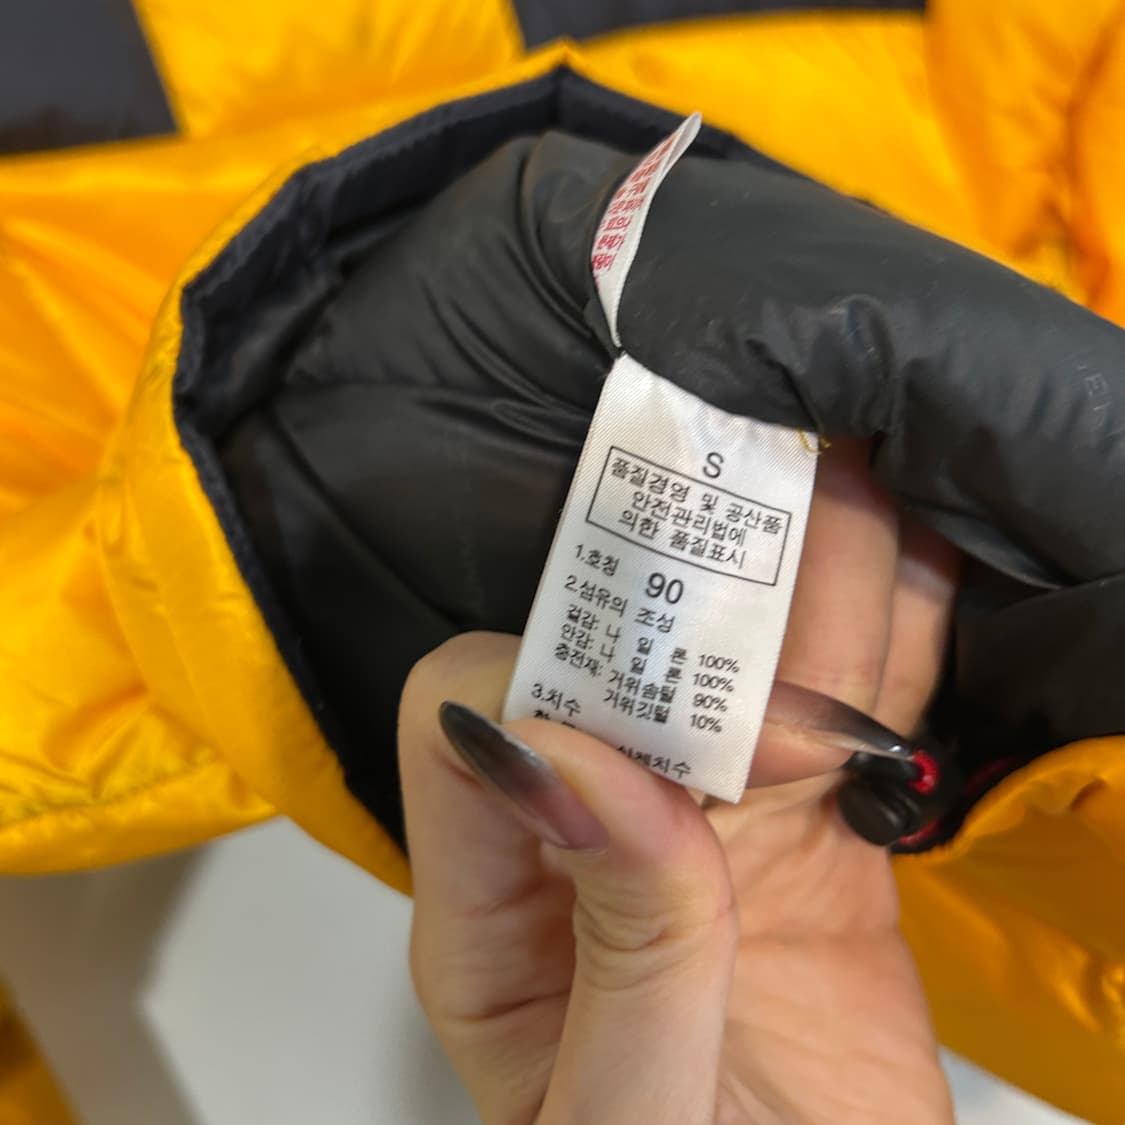 S
품질경영 및 공산품
안전관리법에
의한 품질표시
1.호칭 90
2.섬유의 조성
겉감: 나 일 론 100%
안감: 나 일 론 100%
충전재: 거위솜털 90%
거위깃털 10%
3.치수